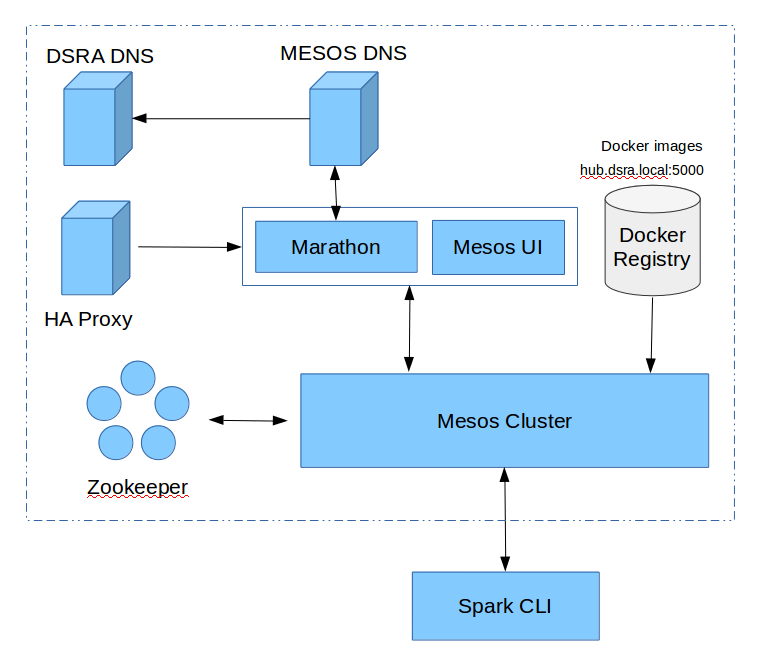 DSRA DNS
MESOS DNS
Docker images
hub.dsra.local:5000
Docker
Registry
Marathon
Mesos UI
HA Proxy
Mesos Cluster
Zookeeper
Spark CLI